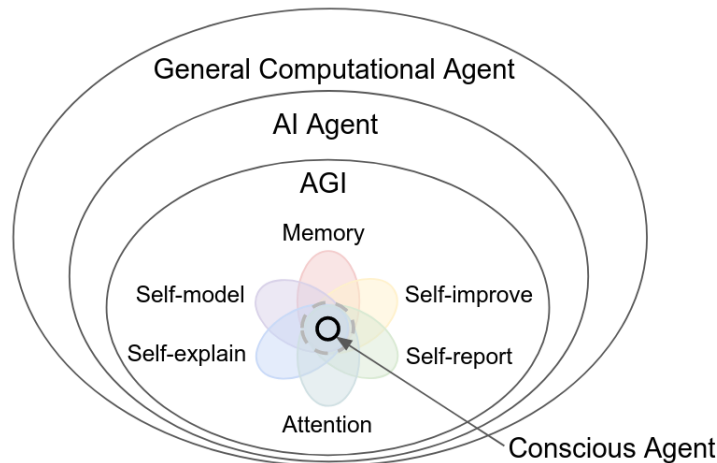 General Computational Agent
AI Agent
AGI
Memory
Self-model
Self-improve
Self-explain
Self-report
Attention
Conscious Agent